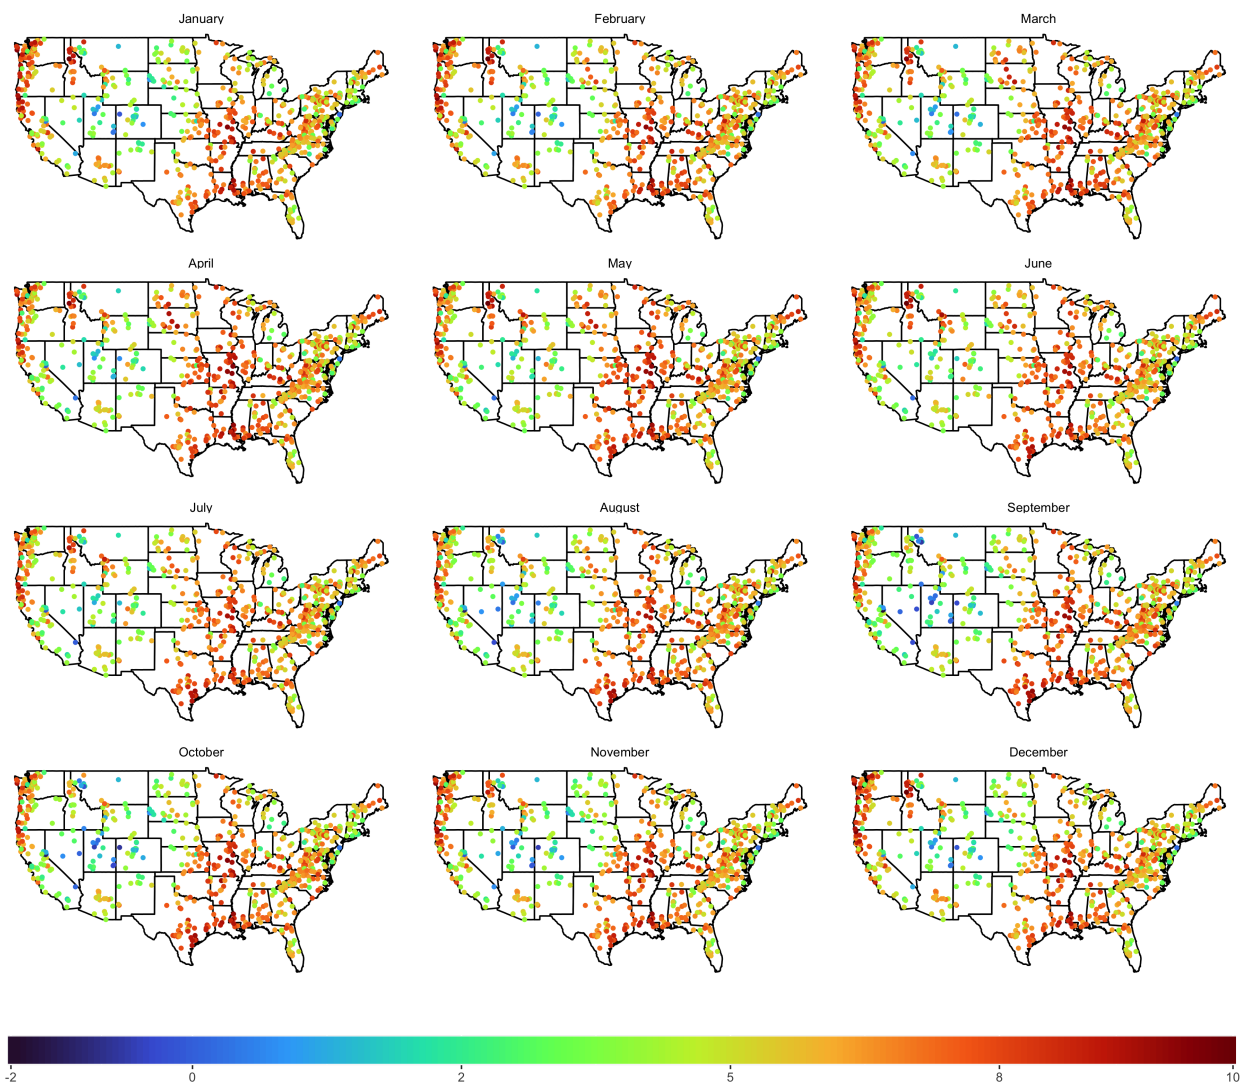 January
February
March
April
May
June
July
August
September
October
November
December
-2
0
2
5
8
10